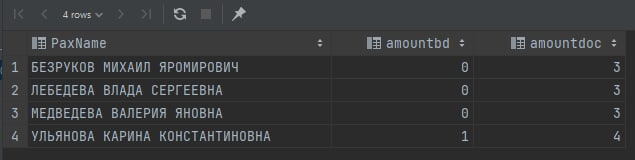 4 rows
PaxName amountbd amountdoc
1 БЕЗРУКОВ МИХАИЛ ЯРОМИРОВИЧ 0 3
2 ЛЕБЕДЕВА ВЛАДА СЕРГЕЕВНА 0 3
3 МЕДВЕДЕВА ВАЛЕРИЯ ЯНОВНА 0 3
4 УЛЬЯНОВА КАРИНА КОНСТАНТИНОВНА 1 4